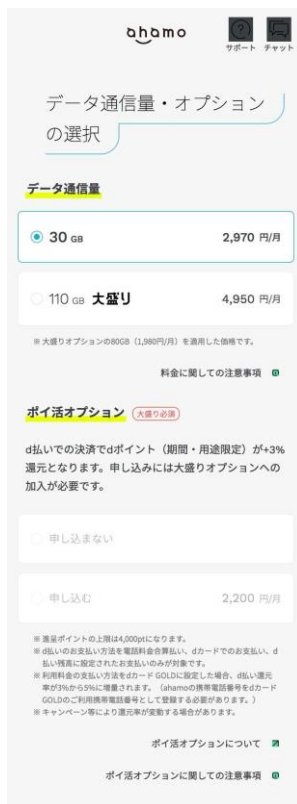 ahamo
サポート チャット
データ通信量・オプション
の選択
データ通信量
30 GB 2,970 円/月
110 GB 大盛り 4,950 円/月
※ 大盛りオプションの80GB（1,980円/月）を適用した価格です。
料金に関しての注意事項
ポイ活オプション 大盛り必須
d払いでの決済でdポイント（期間・用途限定）が+3%
還元となります。申し込みには大盛りオプションへの
加入が必要です。
申し込まない
申し込む 2,200 円/月
※ 進呈ポイントの上限は4,000ptになります。
※ d払いのお支払い方法を電話料金合算払い、dカードでのお支払い、d
払い残高に設定されたお支払いのみが対象です。
※ 利用料金の支払い方法をdカード GOLDに設定した場合、d払い還元
率が3%から5%に増量されます。（ahamoの携帯電話番号をdカード
GOLDのご利用携帯電話番号として登録する必要があります。）
※ キャンペーン等により還元率が変動する場合があります。
ポイ活オプションについて
ポイ活オプションに関しての注意事項